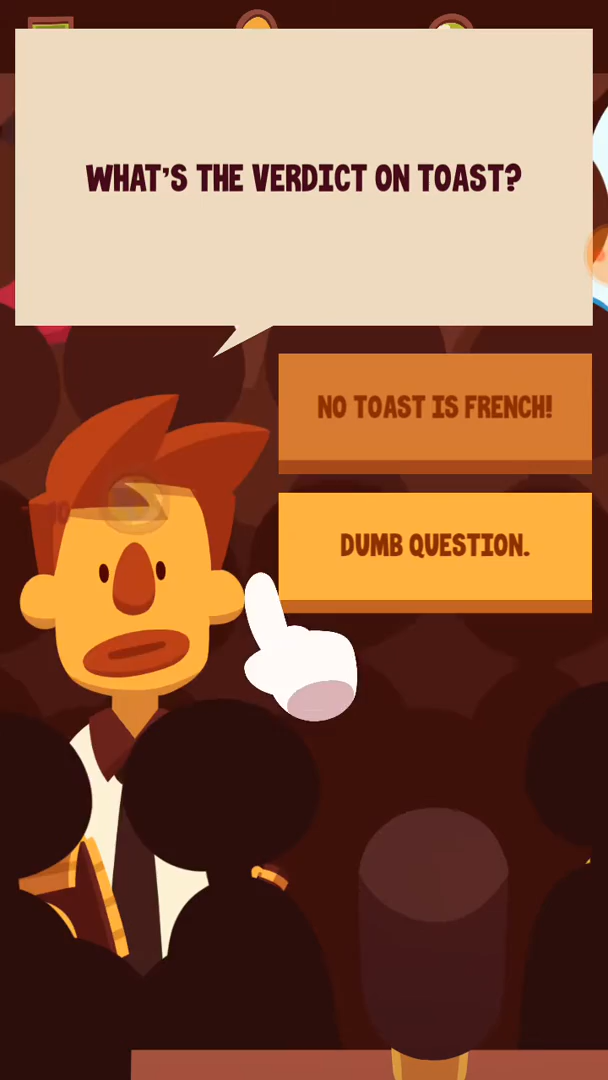 WHAT'S THE VERDICT ON TOAST?
NO TOAST IS FRENCH!
DUMB QUESTION.